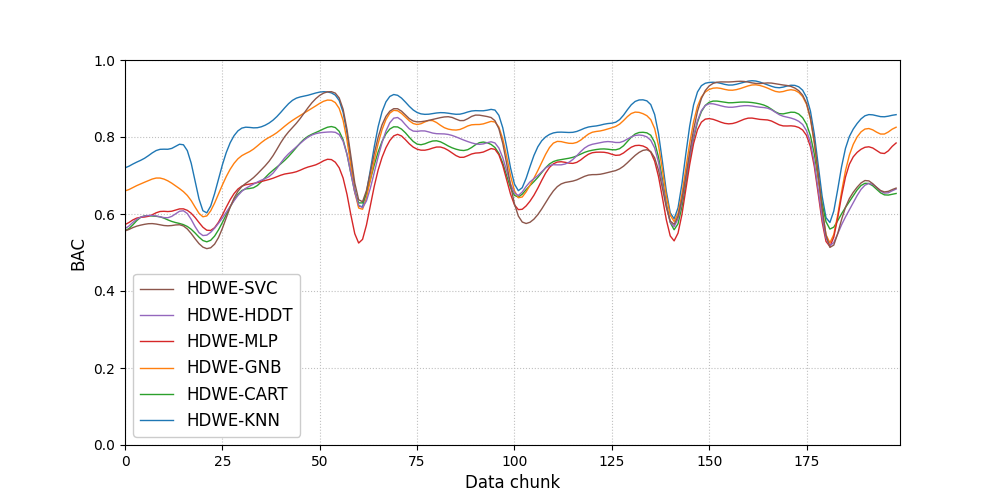 1.0
0.8
0.6
0.4
0.2
0.0
BAC
HDWE-SVC
HDWE-HDDT
HDWE-MLP
HDWE-GNB
HDWE-CART
HDWE-KNN
0 25 50 75 100 125 150 175
Data chunk